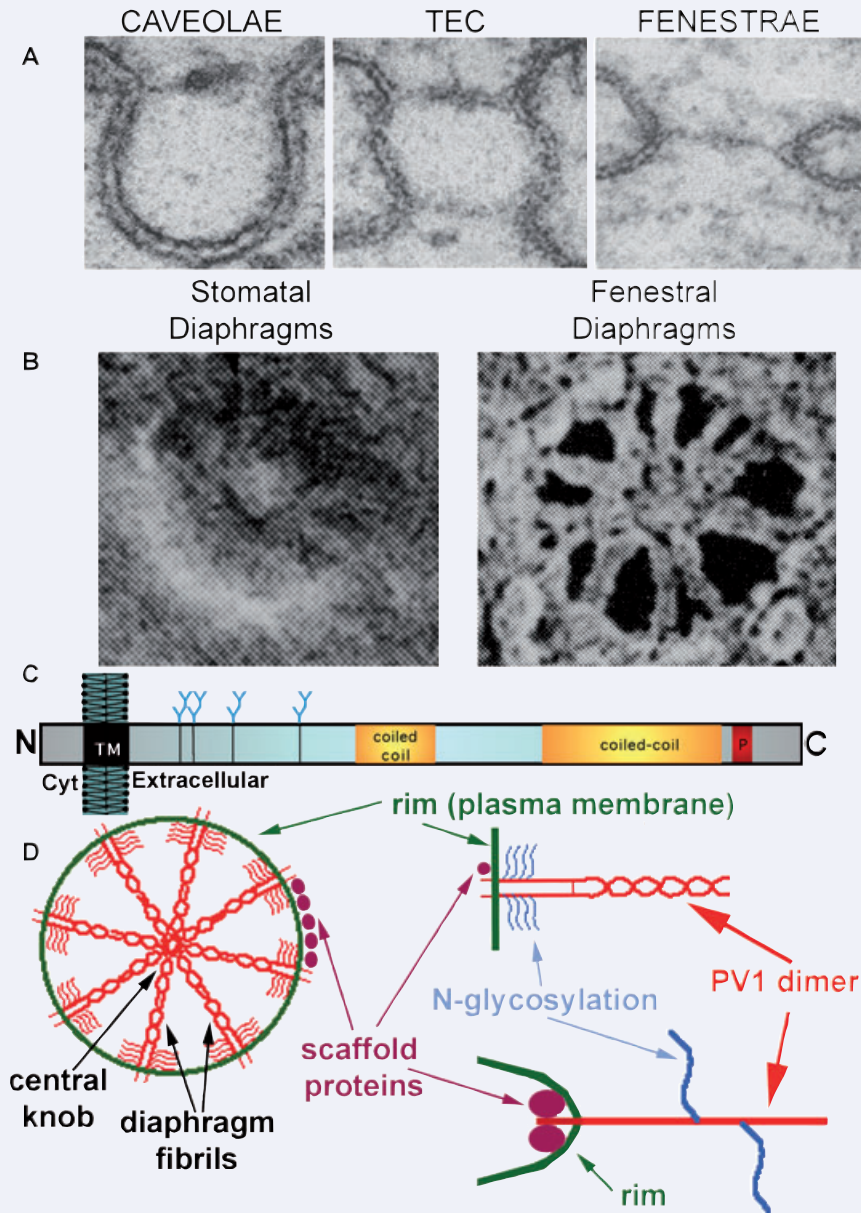 CAVEOLAE TEC FENESTRAE
A
Stomatal
Diaphragms
Fenestral
Diaphragms
B
C
N TM coiled
coil coiled-coil P C
Cyt Extracellular
rim (plasma membrane)
D
PV1 dimer
N-glycosylation
scaffold
proteins
central
knob
diaphragm
fibrils
rim